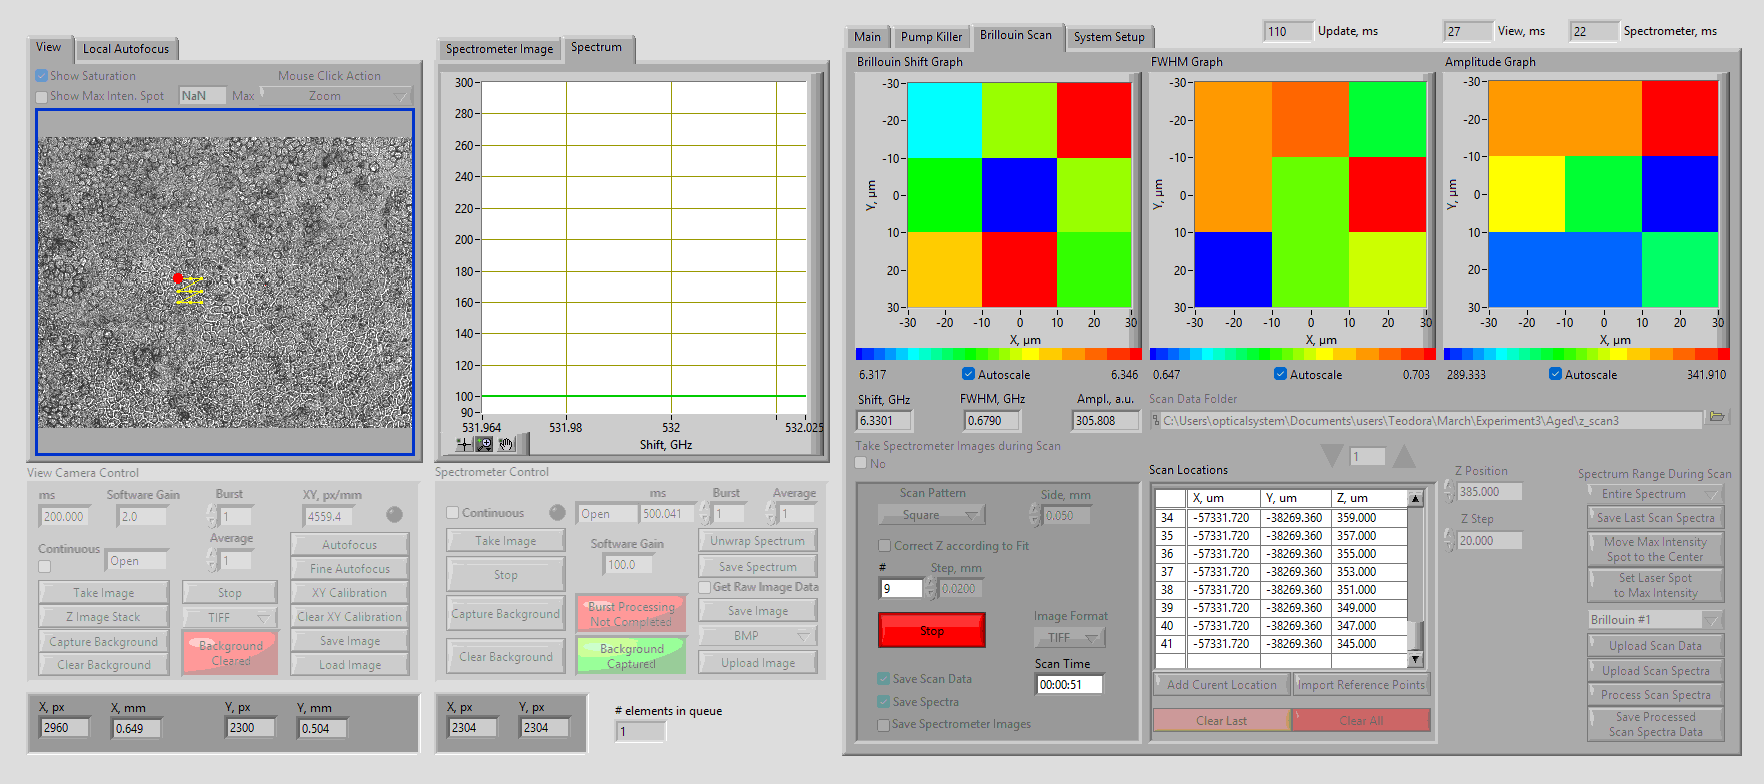 View
Local Autofocus
Show Saturation
Mouse Click Action
Show Max Inten. Spot
NaN
Max
Zoom
View Camera Control
ms
Software Gain
Burst
XY, px/mm
200.000
2.0
1
4559.4
Average
Continuous
Open
1
Autofocus
Fine Autofocus
Take Image
Stop
XY Calibration
Z Image Stack
TIFF
Clear XY Calibration
Capture Background
Background
Cleared
Save Image
Clear Background
Load Image
X, px
X, mm
Y, px
Y, mm
2960
0.649
2300
0.504
Spectrometer Image
Spectrum
300
280
260
240
220
200
180
160
140
120
100
90
531.964
531.98
532
532.025
Shift, GHz
Spectrometer Control
ms
Burst
Average
Continuous
Open
500.041
1
1
Take Image
Software Gain
Unwrap Spectrum
Stop
100.0
Save Spectrum
Get Raw Image Data
Capture Background
Burst Processing
Not Completed
Save Image
BMP
Clear Background
Background
Captured
Upload Image
X, px
Y, px
2304
2304
# elements in queue
1
110
Update, ms
27
View, ms
22
Spectrometer, ms
Main
Pump Killer
Brillouin Scan
System Setup
Brillouin Shift Graph
-30
-20
-10
0
10
20
30
Y, µm
-30
-20
-10
0
10
20
30
X, µm
6.317
Autoscale
6.346
FWHM Graph
-30
-20
-10
0
10
20
30
Y, µm
-30
-20
-10
0
10
20
30
X, µm
0.647
Autoscale
0.703
Amplitude Graph
-30
-20
-10
0
10
20
30
Y, µm
-30
-20
-10
0
10
20
30
X, µm
289.333
Autoscale
341.910
Shift, GHz
FWHM, GHz
Ampl., a.u.
Scan Data Folder
6.3301
0.6790
305.808
C:\Users\opticalsystem\Documents\users\Teodora\March\Experiment3\Aged\z_scan3
Take Spectrometer Images during Scan
No
Scan Pattern
Side, mm
Square
0.050
Correct Z according to Fit
#
Step, mm
9
0.0200
Stop
Image Format
TIFF
Scan Time
00:00:51
Save Scan Data
Save Spectra
Save Spectrometer Images
Scan Locations
1
X, um
Y, um
Z, um
34
-57331.720
-38269.360
359.000
35
-57331.720
-38269.360
357.000
36
-57331.720
-38269.360
355.000
37
-57331.720
-38269.360
353.000
38
-57331.720
-38269.360
351.000
39
-57331.720
-38269.360
349.000
40
-57331.720
-38269.360
347.000
41
-57331.720
-38269.360
345.000
Add Curent Location
Import Reference Points
Clear Last
Clear All
Z Position
385.000
Z Step
20.000
Spectrum Range During Scan
Entire Spectrum
Save Last Scan Spectra
Move Max Intensity
Spot to the Center
Set Laser Spot
to Max Intensity
Brillouin #1
Upload Scan Data
Upload Scan Spectra
Process Scan Spectra
Save Processed
Scan Spectra Data